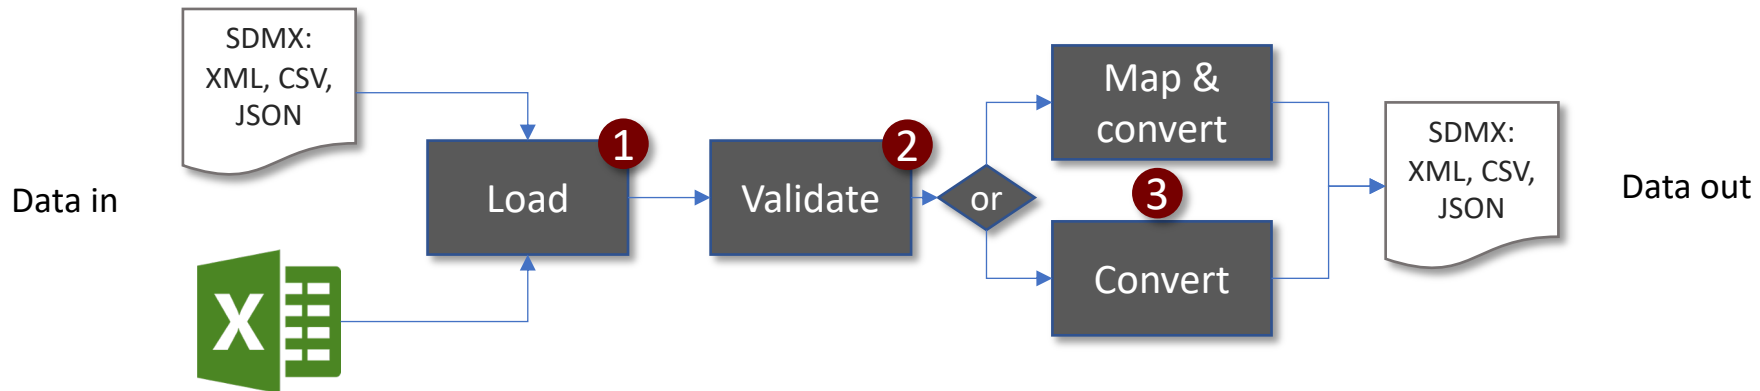 Data in
SDMX:
XML, CSV,
JSON
X
Load
1
Validate
2
or
Map &
convert
3
Convert
SDMX:
XML, CSV,
JSON
Data out